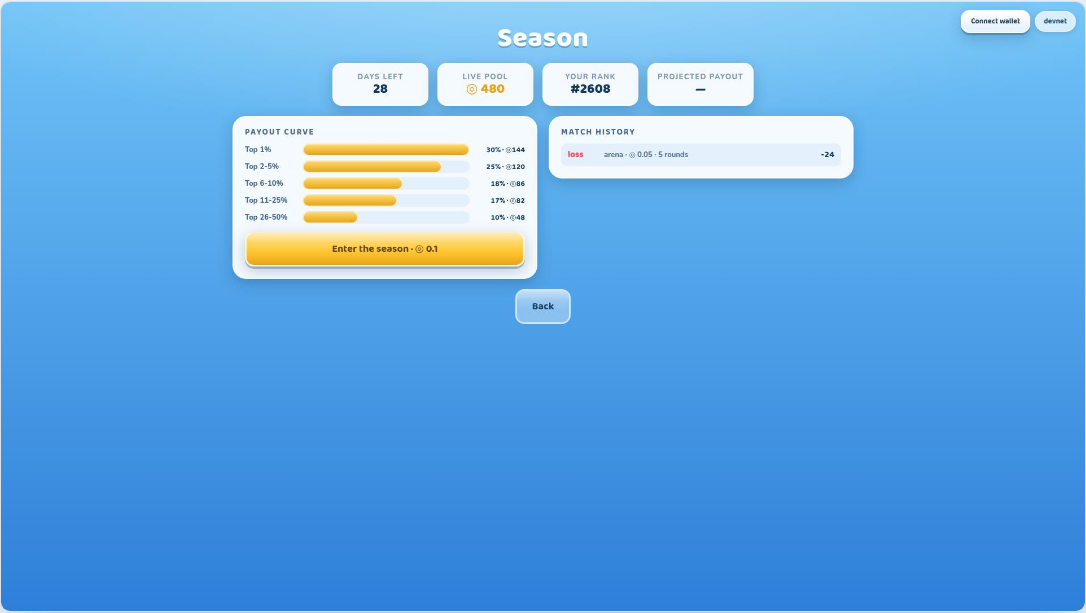 Connect wallet
devnet
Season
DAYS LEFT
28
LIVE POOL
◎ 480
YOUR RANK
#2608
PROJECTED PAYOUT
—
PAYOUT CURVE
Top 1% 30% · ◎144
Top 2-5% 25% · ◎120
Top 6-10% 18% · ◎86
Top 11-25% 17% · ◎82
Top 26-50% 10% · ◎48
Enter the season · ◎ 0.1
MATCH HISTORY
loss arena · ◎ 0.05 · 5 rounds -24
Back